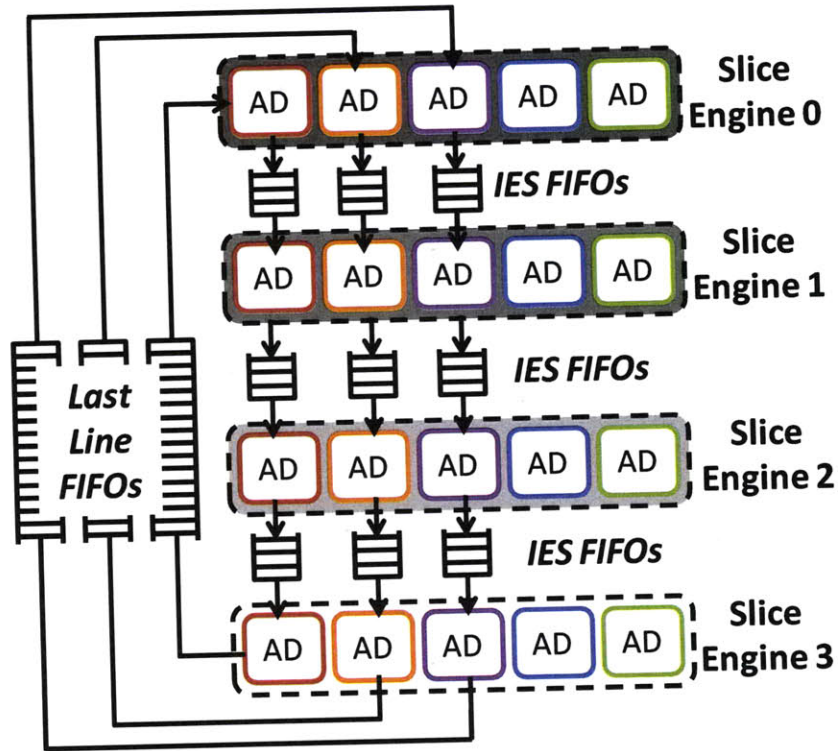 AD AD AD AD AD
Slice
Engine 0
IES FIFOs
AD AD AD AD AD
Slice
Engine 1
IES FIFOs
Last
Line
FIFOs
AD AD AD AD AD
Slice
Engine 2
IES FIFOs
AD AD AD AD AD
Slice
Engine 3